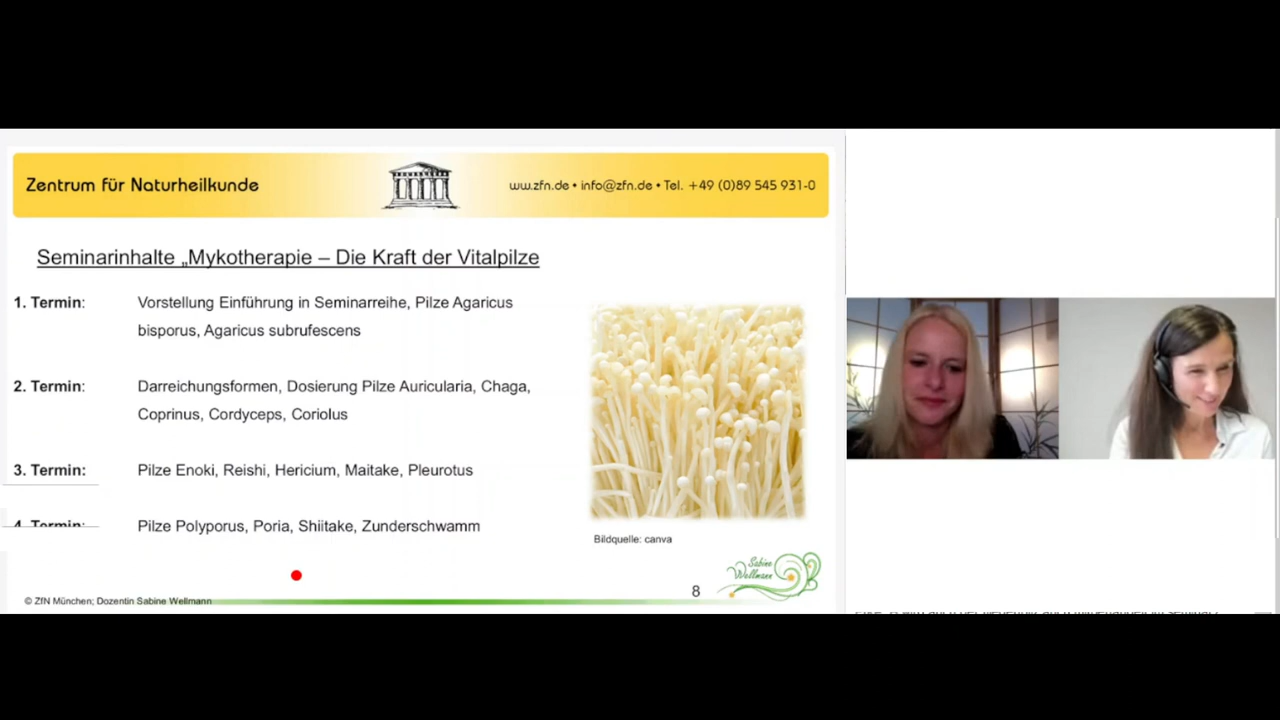 Zentrum für Naturheilkunde
ww.zfn.de • info@zfn.de • Tel. +49 (0)89 545 931-0
Seminarinhalte „Mykotherapie – Die Kraft der Vitalpilze
1. Termin: Vorstellung Einführung in Seminarreihe, Pilze Agaricus
bisporus, Agaricus subrufescens
2. Termin: Darreichungsformen, Dosierung Pilze Auricularia, Chaga,
Coprinus, Cordyceps, Coriolus
3. Termin: Pilze Enoki, Reishi, Hericium, Maitake, Pleurotus
4. Termin: Pilze Polyporus, Poria, Shiitake, Zunderschwamm
Bildquelle: canva
Sabine
Wellmann
8
© ZfN München; Dozentin Sabine Wellmann